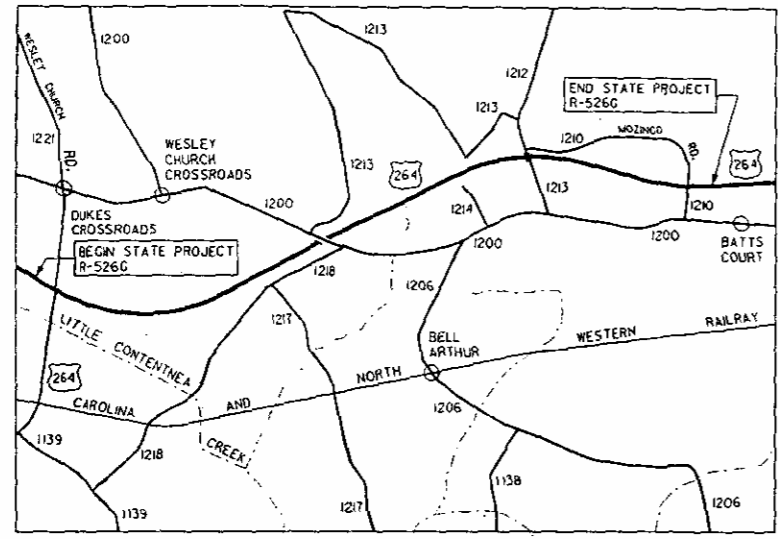 WESLEY CHURCH
RD.
1200
1213
1212
1213
END STATE PROJECT
R-526G
1221
WESLEY
CHURCH
CROSSROADS
1213
264
1210
MOZINGO
RD.
264
1200
1214
1213
1210
DUKES
CROSSROADS
1200
1200
BATTS
COURT
BEGIN STATE PROJECT
R-526G
1218
1206
LITTLE CONTENTNEA
1217
BELL
ARTHUR
WESTERN
RAILRAY
264
NORTH
CAROLINA
AND
1206
1139
1218
CREEK
1138
1139
1217
1206